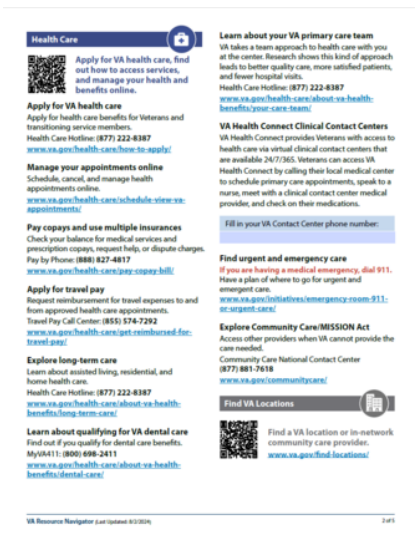 Health Care
Apply for VA health care, find
out how to access services,
and manage your health and
benefits online.
Apply for VA health care
Apply for health care benefits for Veterans and
transitioning service members.
Health Care Hotline: (877) 222-8387
www.va.gov/health-care/how-to-apply/
Manage your appointments online
Schedule, cancel, and manage health
appointments online.
www.va.gov/health-care/schedule-view-va-
appointments/
Pay copays and use multiple insurances
Check your balance for medical services and
prescription copays, request help, or dispute charges.
Pay by Phone: (888) 827-4817
www.va.gov/health-care/pay-copay-bill/
Apply for travel pay
Request reimbursement for travel expenses to and
from approved health care appointments.
Travel Pay Call Center: (855) 574-7292
www.va.gov/health-care/get-reimbursed-for-
travel-pay/
Explore long-term care
Learn about assisted living, residential, and
home health care.
Health Care Hotline: (877) 222-8387
www.va.gov/health-care/about-va-health-
benefits/long-term-care/
Learn about qualifying for VA dental care
Find out if you qualify for dental care benefits.
MyVA411: (800) 698-2411
www.va.gov/health-care/about-va-health-
benefits/dental-care/
Learn about your VA primary care team
VA takes a team approach to health care with you
at the center. Research shows this kind of approach
leads to better quality care, more satisfied patients,
and fewer hospital visits.
Health Care Hotline: (877) 222-8387
www.va.gov/health-care/about-va-health-
benefits/your-care-team/
VA Health Connect Clinical Contact Centers
VA Health Connect provides Veterans with access to
health care via virtual clinical contact centers that
are available 24/7/365. Veterans can access VA
Health Connect by calling their local medical center
to schedule primary care appointments, speak to a
nurse, meet with a clinical contact center medical
provider, and check on their medications.
Fill in your VA Contact Center phone number:
Find urgent and emergency care
If you are having a medical emergency, dial 911.
Have a plan of where to go for urgent and
emergent care.
www.va.gov/initiatives/emergency-room-911-
or-urgent-care/
Explore Community Care/MISSION Act
Access other providers when VA cannot provide the
care needed.
Community Care National Contact Center
(877) 881-7618
www.va.gov/communitycare/
Find VA Locations
Find a VA location or in-network
community care provider.
www.va.gov/find-locations/
VA Resource Navigator (Last Updated: 8/2/2024)
2 of 5